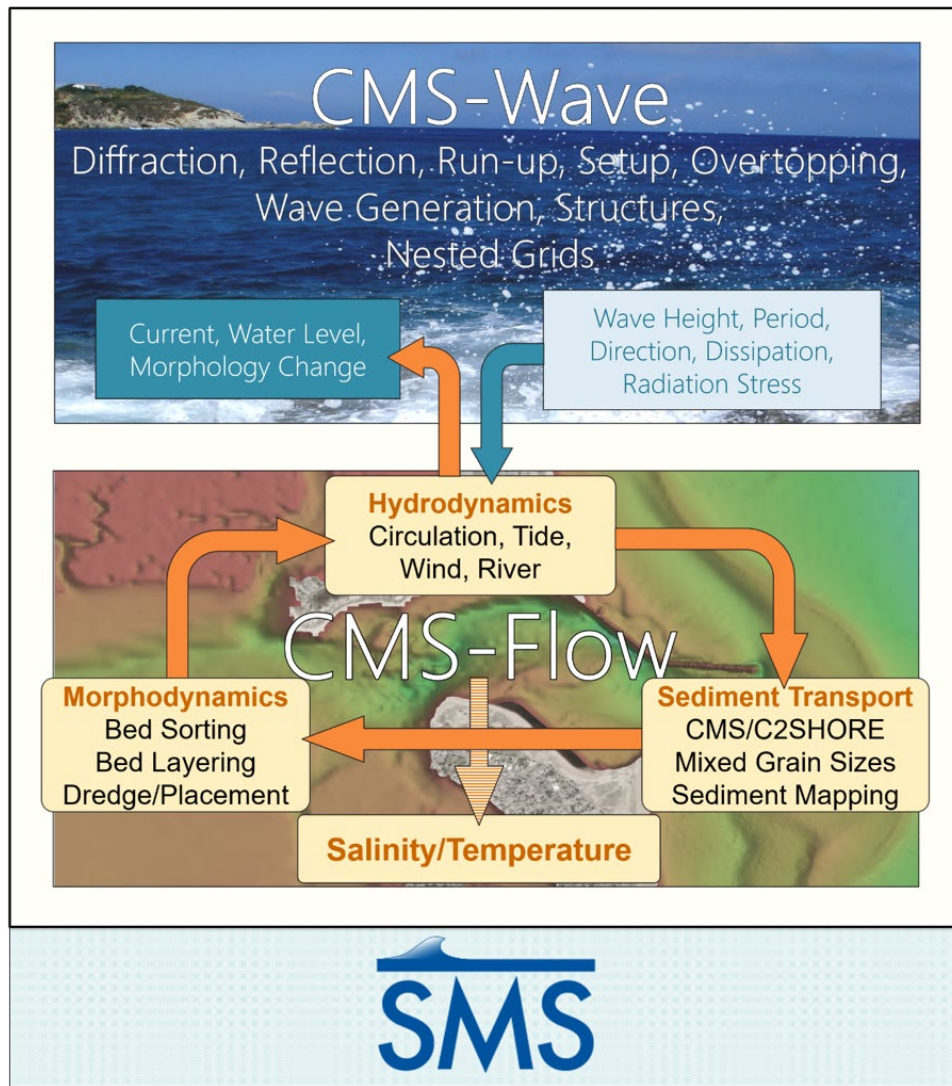 CMS-Wave
Diffraction, Reflection, Run-up, Setup, Overtopping,
Wave Generation, Structures,
Nested Grids
Current, Water Level,
Morphology Change
Wave Height, Period,
Direction, Dissipation,
Radiation Stress
Hydrodynamics
Circulation, Tide,
Wind, River
CMS-Flow
Morphodynamics
Bed Sorting
Bed Layering
Dredge/Placement
Sediment Transport
CMS/C2SHORE
Mixed Grain Sizes
Sediment Mapping
Salinity/Temperature
SMS